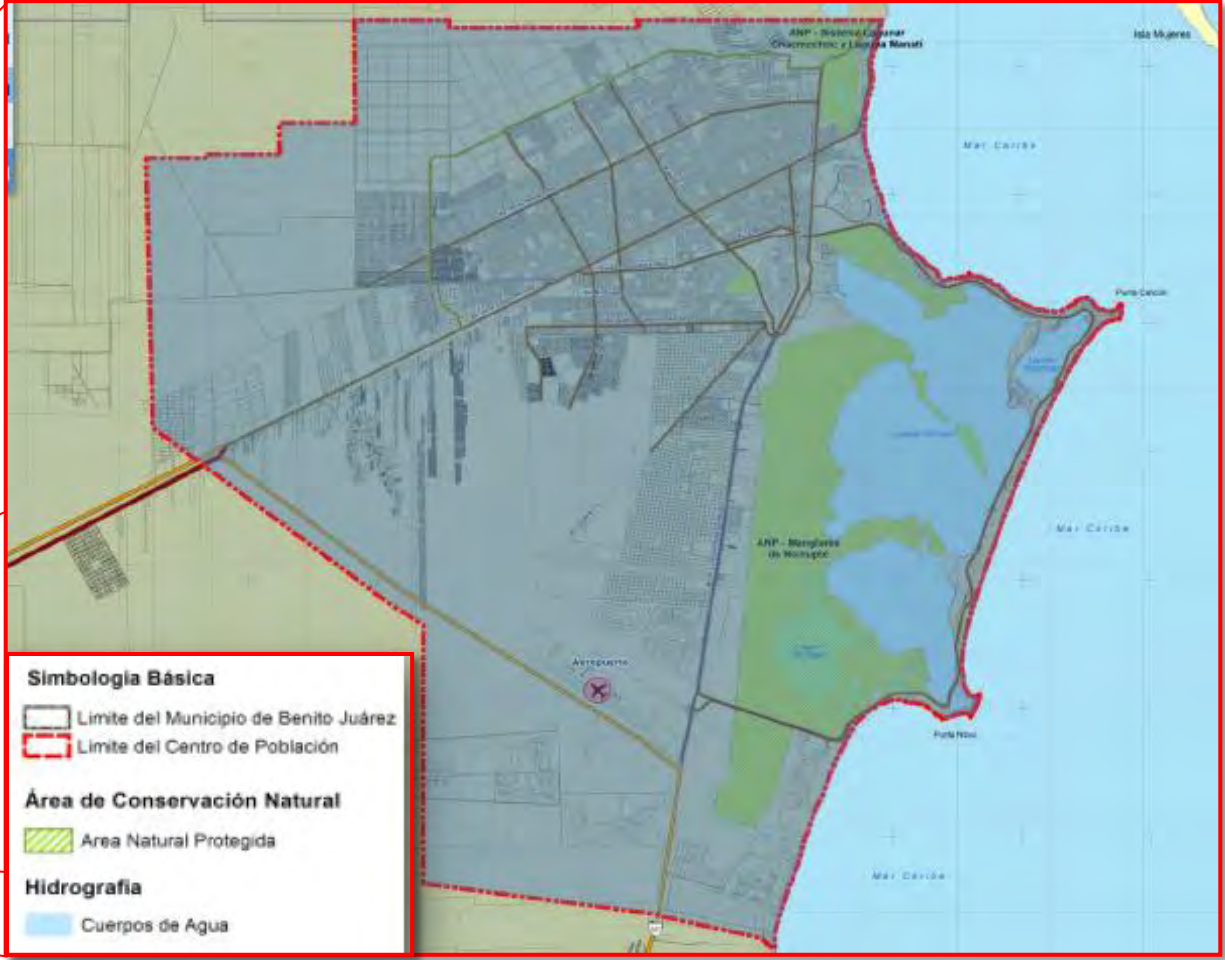 ANP - Sistema Lagunar
Chacmochuc y Laguna Manatí
Isla Mujeres
Mar Caribe
Punta Cancún
Mar Caribe
ANP - Manglares
de Nichupté
Aeropuerto
Punta Nizuc
Mar Caribe
Simbología Básica
Limite del Municipio de Benito Juárez
Limite del Centro de Población
Área de Conservación Natural
Area Natural Protegida
Hidrografía
Cuerpos de Agua